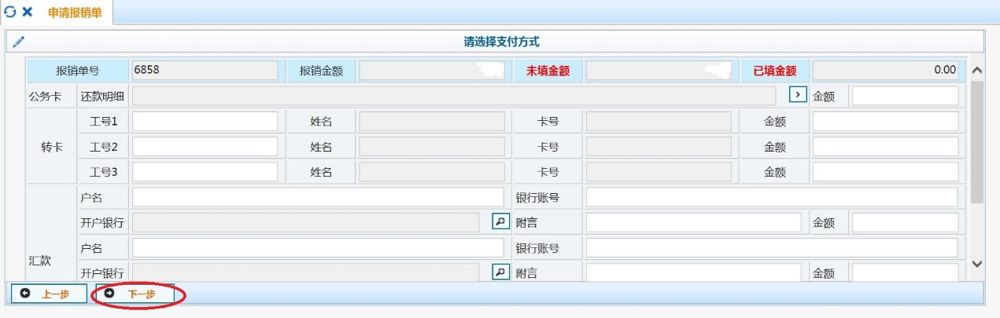 申请报销单
请选择支付方式
报销单号 6858 报销金额 未填金额 已填金额 0.00
公务卡 还款明细 金额
工号1 姓名 卡号 金额
转卡 工号2 姓名 卡号 金额
工号3 姓名 卡号 金额
户名 银行账号
开户银行 附言 金额
户名 银行账号
汇款
开户银行 附言 金额
上一步 下一步